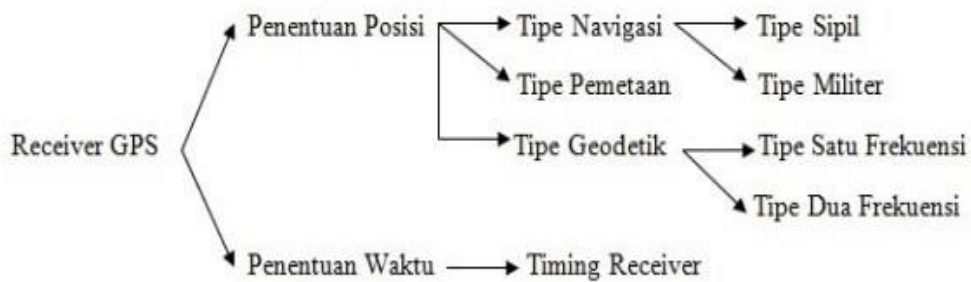 Penentuan Posisi Tipe Navigasi Tipe Sipil
Tipe Pemetaan Tipe Militer
Receiver GPS Tipe Geodetik Tipe Satu Frekuensi
Tipe Dua Frekuensi
Penentuan Waktu Timing Receiver